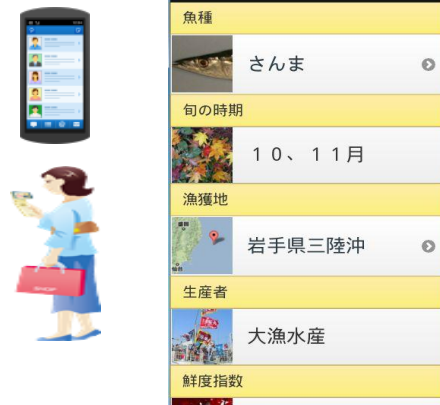 魚種
さんま
旬の時期
１０、１１月
漁獲地
岩手県三陸沖
生産者
大漁水産
鮮度指数
SHOP